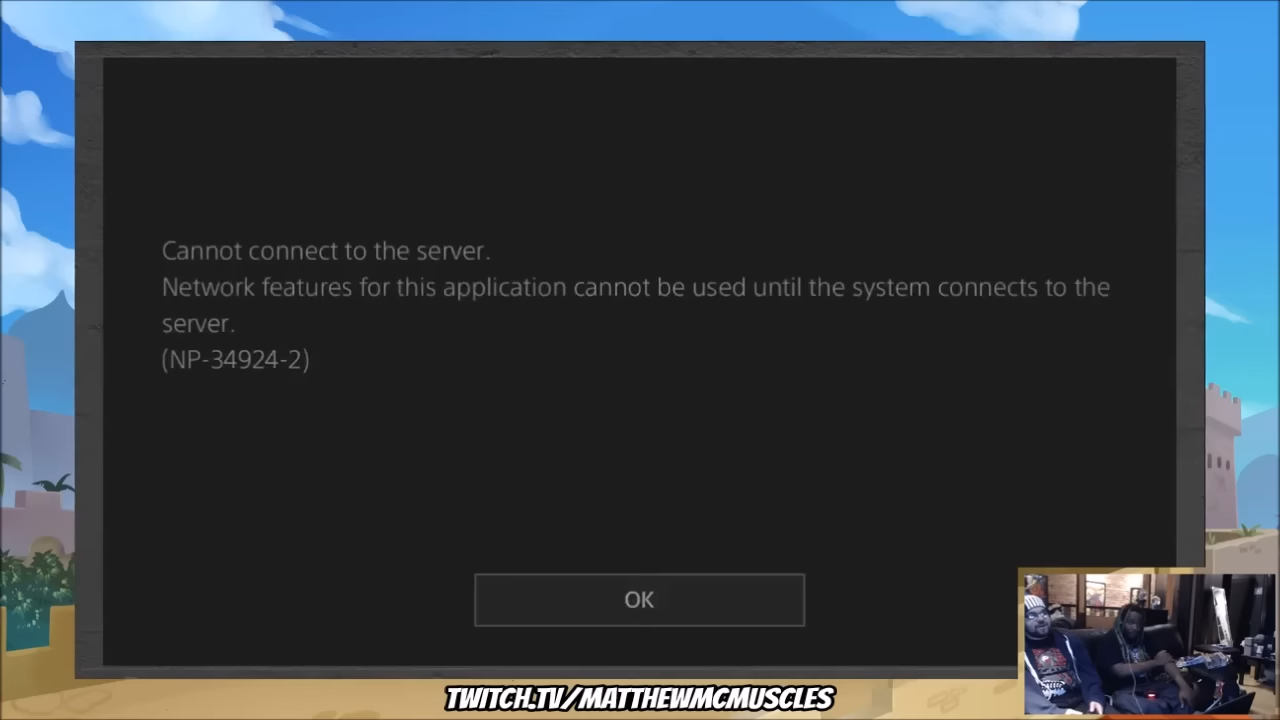 Cannot connect to the server.
Network features for this application cannot be used until the system connects to the
server.
(NP-34924-2)
OK
TWITCH.TV/MATTHEWMCMUSCLES